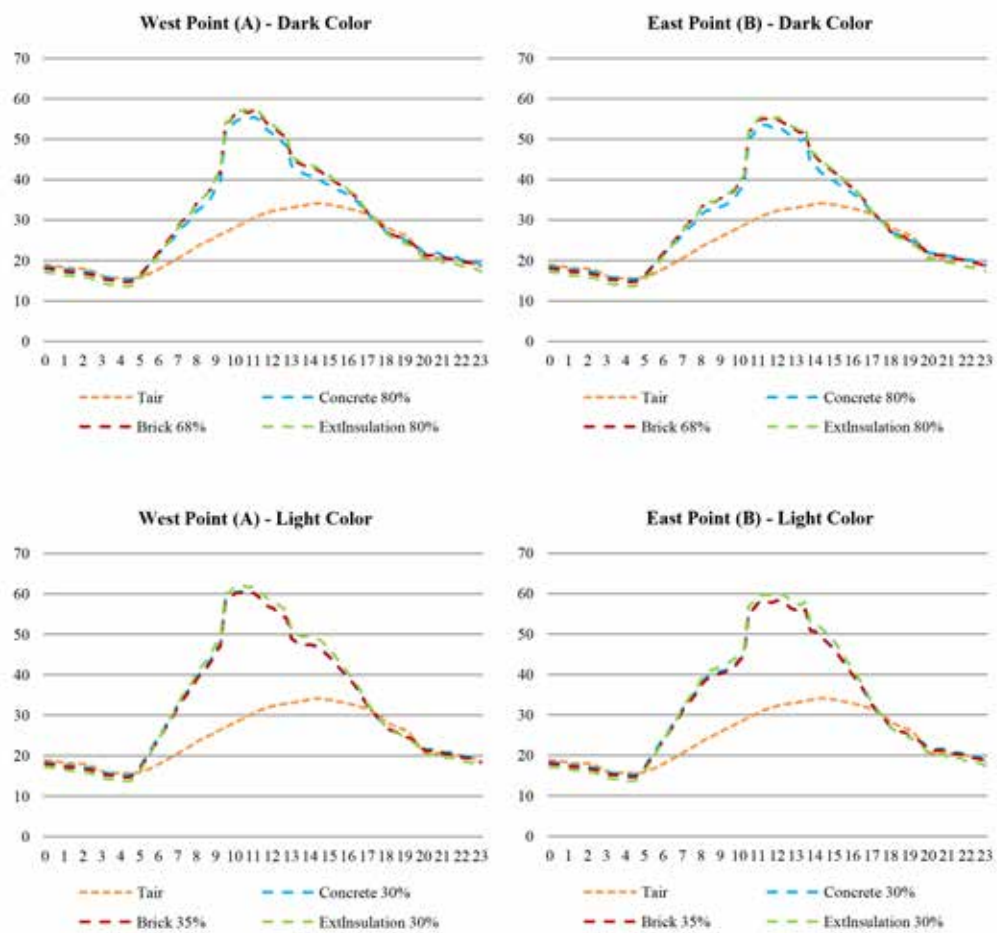 West Point (A) - Dark Color
70
60
50
40
30
20
10
0
0 1 2 3 4 5 6 7 8 9 10 11 12 13 14 15 16 17 18 19 20 21 22 23
Tair
Concrete 80%
Brick 68%
ExtInsulation 80%
East Point (B) - Dark Color
70
60
50
40
30
20
10
0
0 1 2 3 4 5 6 7 8 9 10 11 12 13 14 15 16 17 18 19 20 21 22 23
Tair
Concrete 80%
Brick 68%
ExtInsulation 80%
West Point (A) - Light Color
70
60
50
40
30
20
10
0
0 1 2 3 4 5 6 7 8 9 10 11 12 13 14 15 16 17 18 19 20 21 22 23
Tair
Concrete 30%
Brick 35%
ExtInsulation 30%
East Point (B) - Light Color
70
60
50
40
30
20
10
0
0 1 2 3 4 5 6 7 8 9 10 11 12 13 14 15 16 17 18 19 20 21 22 23
Tair
Concrete 30%
Brick 35%
ExtInsulation 30%